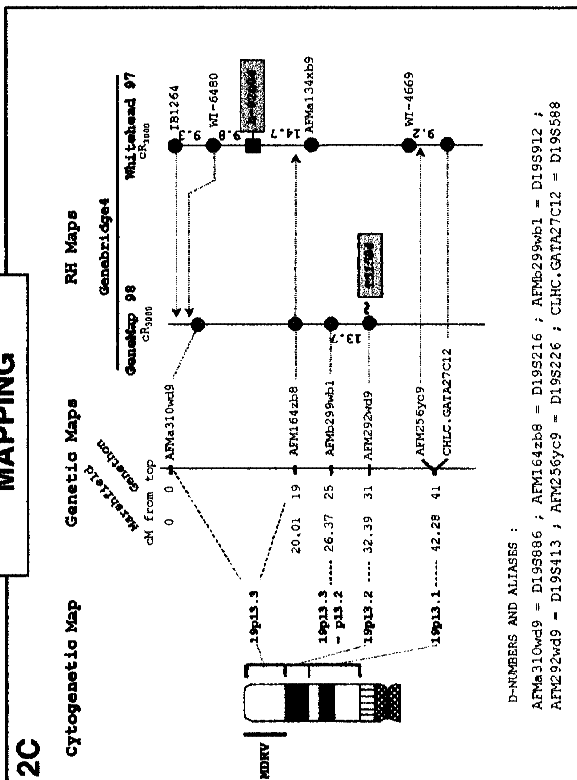 MAPPING
2C
Cytogenetic Map
Genetic Maps
RH Maps
Genebridge4
Marshfield
Genethon
GeneMap 98
Whitehead 97
cM from top
cR3000
cR3000
0 0 AFMa310wd9
19p13.3 20.01 19 AFM164zb8
19p13.3 - p13.2 26.37 25 AFMb299wb1
19p13.2 32.39 31 AFM292wd9
19p13.1 42.28 41 AFM256yc9
CHLC.GATA27C12
MDRV
13.7
IB1264
9.3
WI-6480
9.8
14.7
AFMa134xb9
WI-4669
9.2
D-NUMBERS AND ALIASES :
AFMa310wd9 = D19S886 ; AFM164zb8 = D19S216 ; AFMb299wb1 = D19S912 ;
AFM292wd9 = D19S413 ; AFM256yc9 = D19S226 ; CLHC.GATA27C12 = D19S588